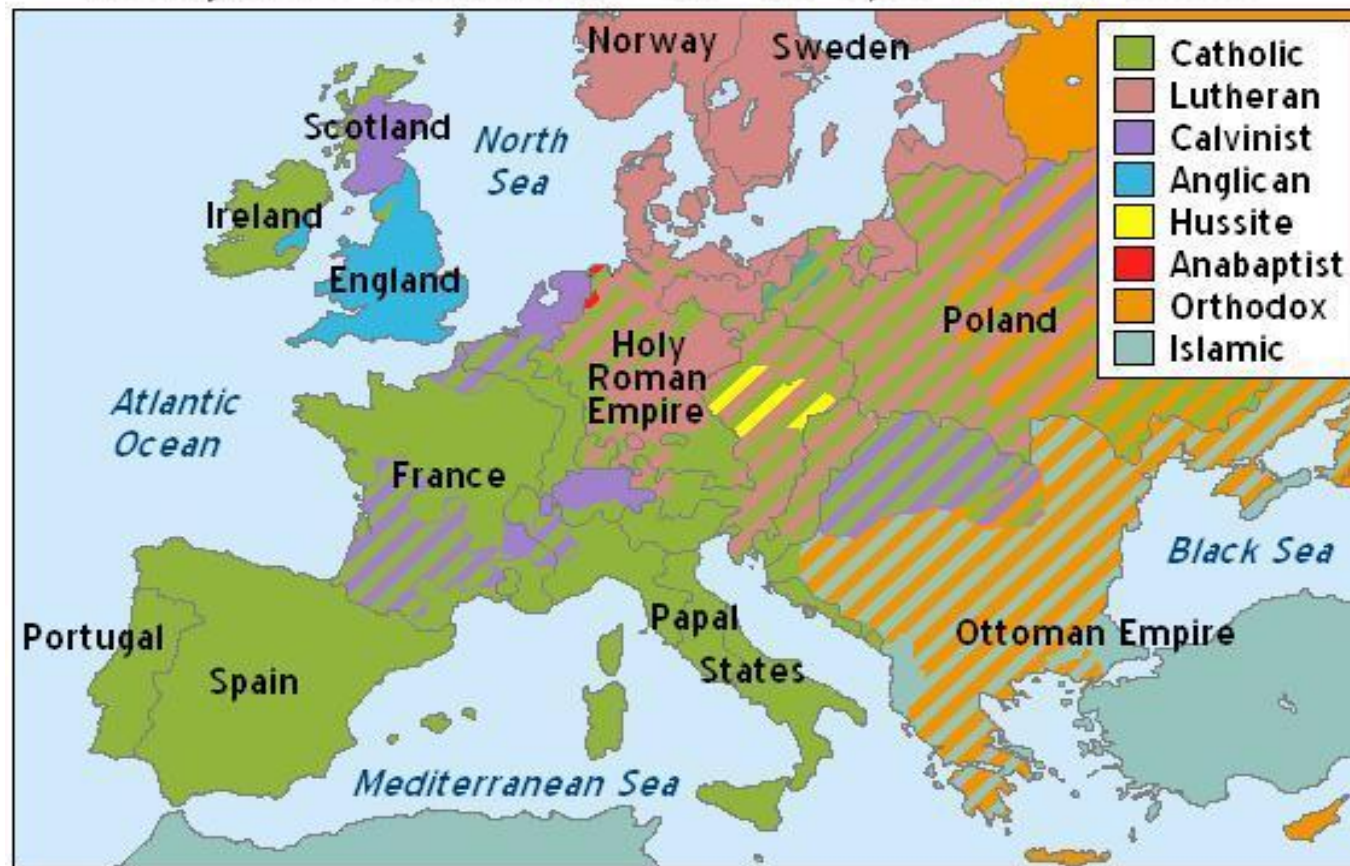 Norway
Sweden
Scotland
North
Sea
Ireland
England
Holy
Roman
Empire
Poland
Atlantic
Ocean
France
Black Sea
Portugal
Spain
Papal
States
Ottoman Empire
Mediterranean Sea
Catholic
Lutheran
Calvinist
Anglican
Hussite
Anabaptist
Orthodox
Islamic